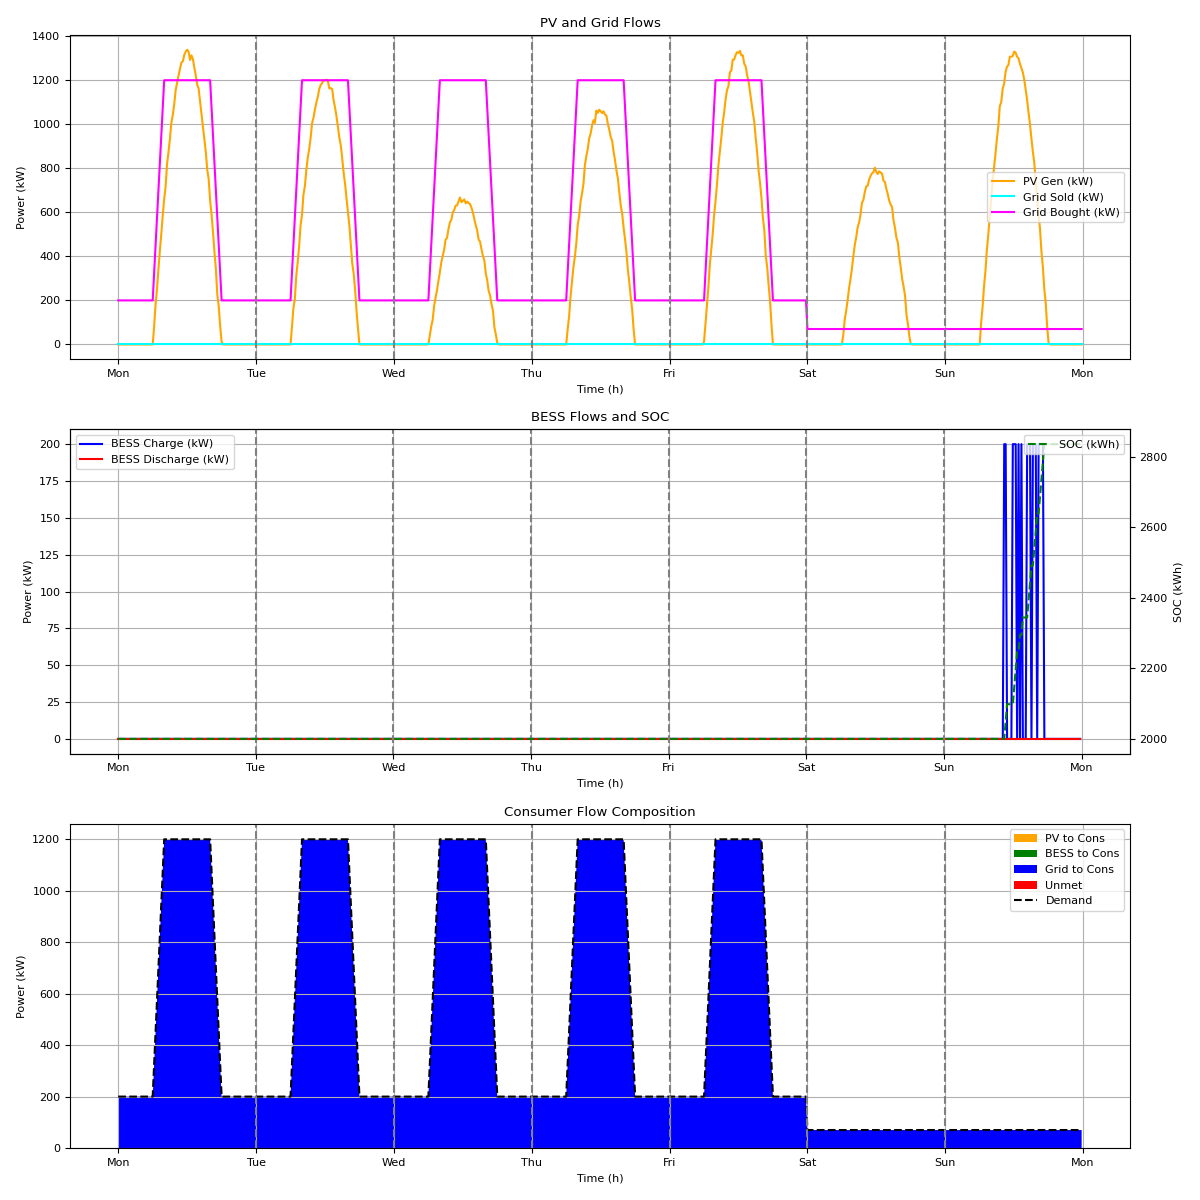 PV and Grid Flows
1400
1200
1000
800
600
400
200
0
Power (kW)
PV Gen (kW)
Grid Sold (kW)
Grid Bought (kW)
Mon Tue Wed Thu Fri Sat Sun Mon
Time (h)
BESS Flows and SOC
200
175
150
125
100
75
50
25
0
Power (kW)
BESS Charge (kW)
BESS Discharge (kW)
SOC (kWh)
2800
2600
2400
2200
2000
SOC (kWh)
Mon Tue Wed Thu Fri Sat Sun Mon
Time (h)
Consumer Flow Composition
1200
1000
800
600
400
200
0
Power (kW)
PV to Cons
BESS to Cons
Grid to Cons
Unmet
Demand
Mon Tue Wed Thu Fri Sat Sun Mon
Time (h)